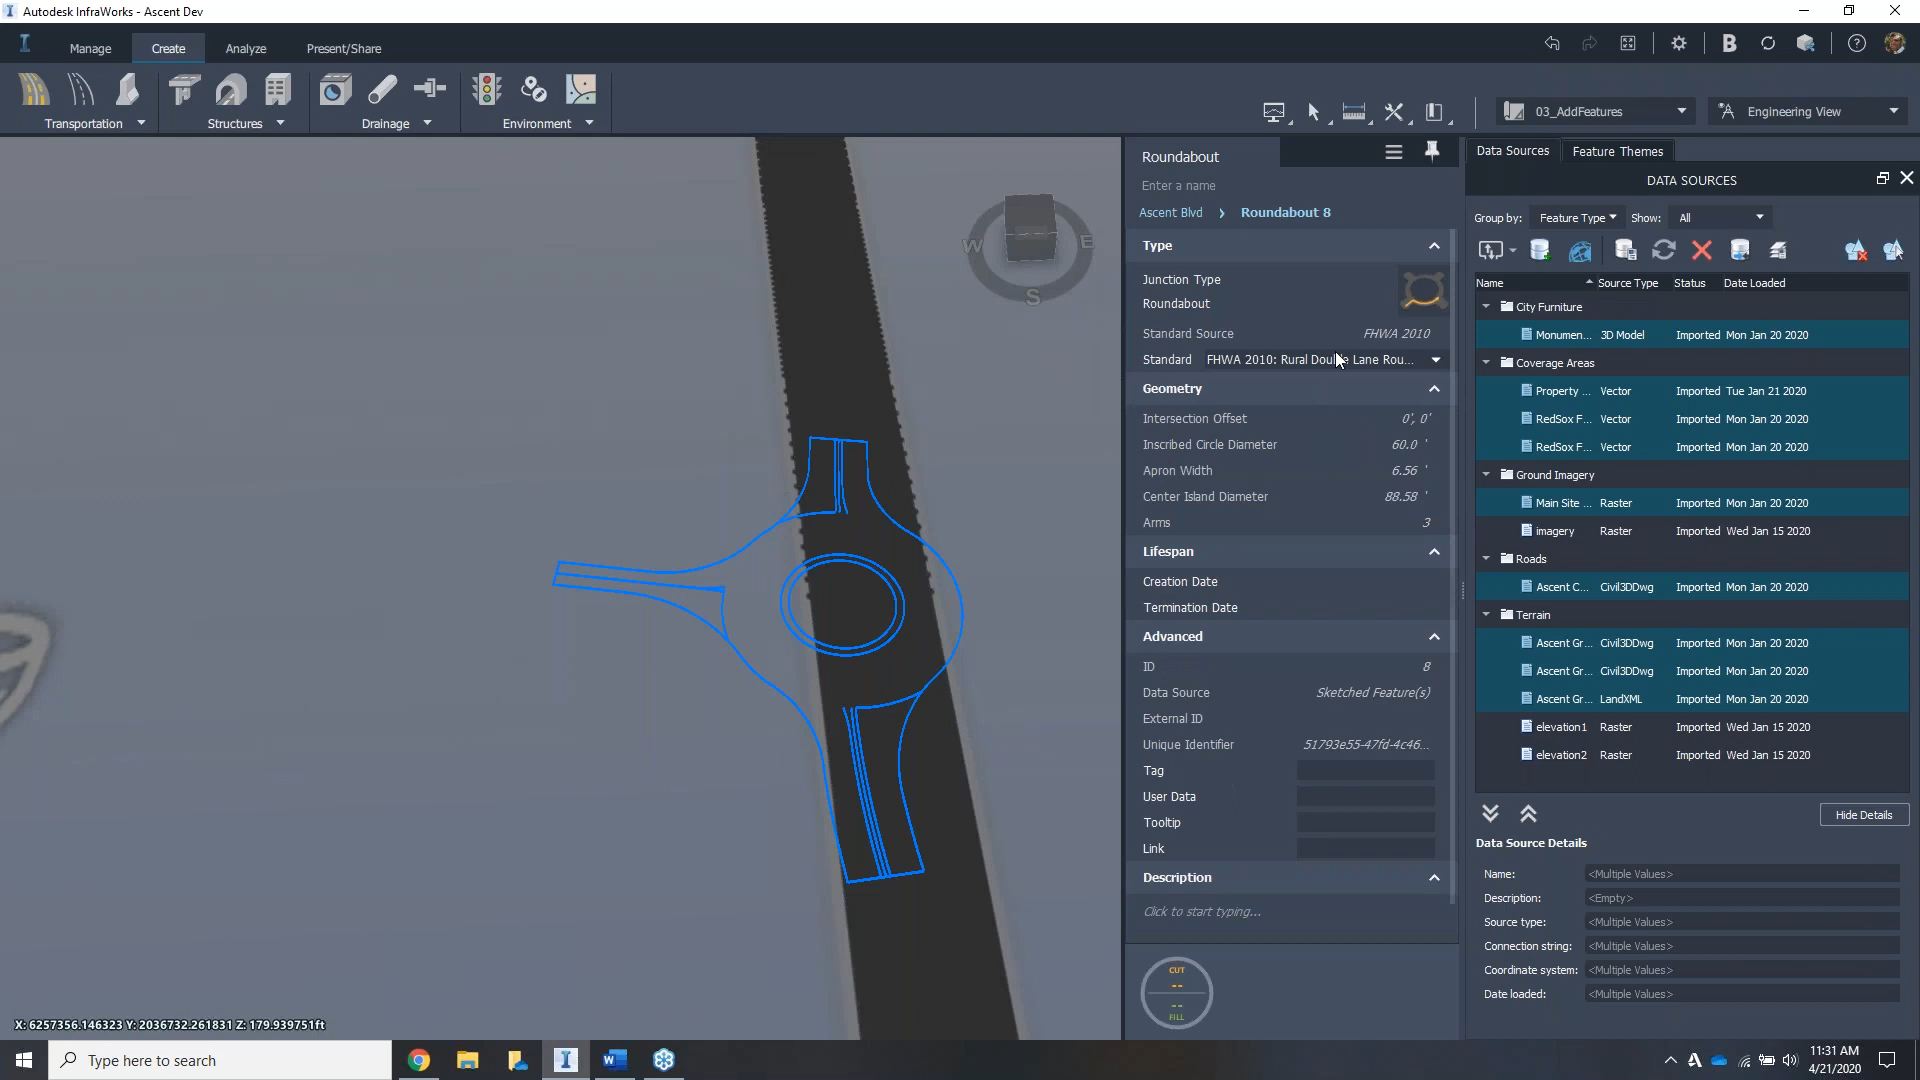 Autodesk InfraWorks - Ascent Dev
Manage Create Analyze Present/Share
Transportation Structures Drainage Environment
03_AddFeatures Engineering View
Roundabout
Enter a name
Ascent Blvd › Roundabout 8
Type
Junction Type
Roundabout
Standard Source FHWA 2010
Standard FHWA 2010: Rural Double Lane Rou...
Geometry
Intersection Offset 0', 0'
Inscribed Circle Diameter 60.0 '
Apron Width 6.56 '
Center Island Diameter 88.58 '
Arms 3
Lifespan
Creation Date
Termination Date
Advanced
ID 8
Data Source Sketched Feature(s)
External ID
Unique Identifier 51793e55-47fd-4c46...
Tag
User Data
Tooltip
Link
Description
Click to start typing...
CUT
--
--
FILL
W E
S
Data Sources Feature Themes
DATA SOURCES
Group by: Feature Type Show: All
Name Source Type Status Date Loaded
City Furniture
Monumen... 3D Model Imported Mon Jan 20 2020
Coverage Areas
Property ... Vector Imported Tue Jan 21 2020
RedSox F... Vector Imported Mon Jan 20 2020
RedSox F... Vector Imported Mon Jan 20 2020
Ground Imagery
Main Site ... Raster Imported Mon Jan 20 2020
imagery Raster Imported Wed Jan 15 2020
Roads
Ascent C... Civil3DDwg Imported Mon Jan 20 2020
Terrain
Ascent Gr... Civil3DDwg Imported Mon Jan 20 2020
Ascent Gr... Civil3DDwg Imported Mon Jan 20 2020
Ascent Gr... LandXML Imported Mon Jan 20 2020
elevation1 Raster Imported Wed Jan 15 2020
elevation2 Raster Imported Wed Jan 15 2020
Hide Details
Data Source Details
Name: <Multiple Values>
Description: <Empty>
Source type: <Multiple Values>
Connection string: <Multiple Values>
Coordinate system: <Multiple Values>
Date loaded: <Multiple Values>
X: 6257356.146323 Y: 2036732.261831 Z: 179.939751ft
Type here to search
11:31 AM
4/21/2020